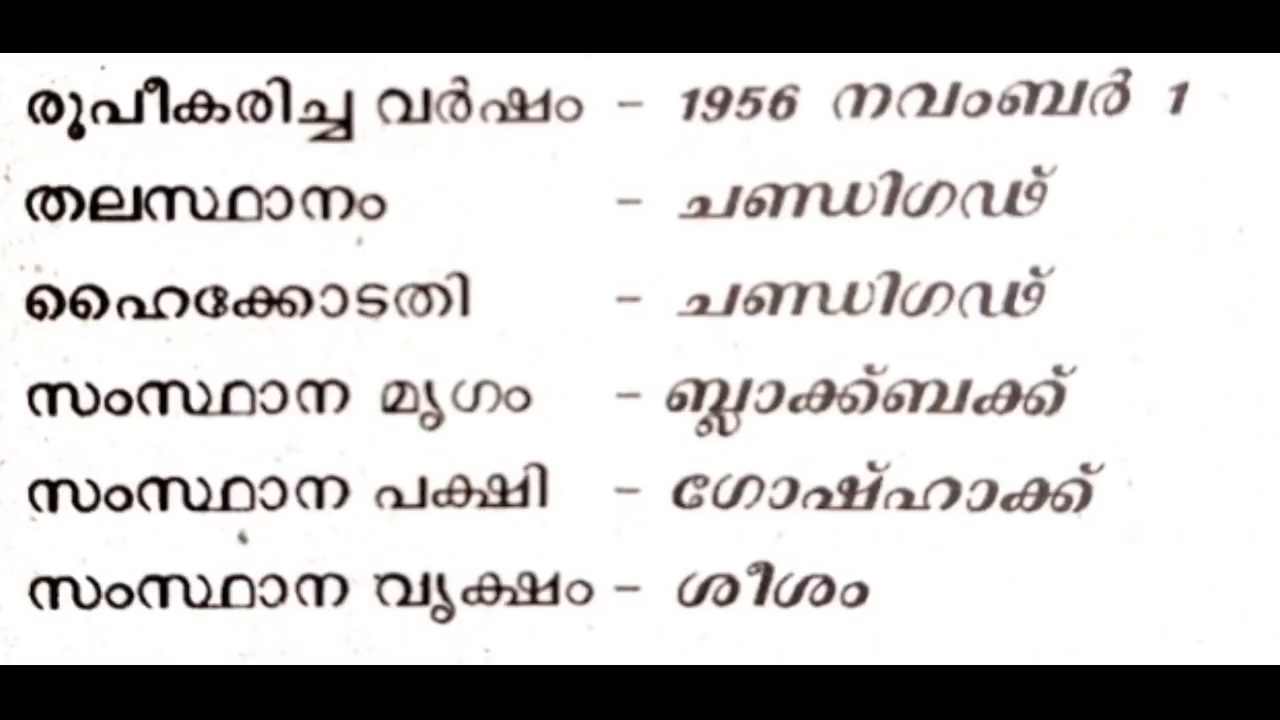 രൂപീകരിച്ച വർഷം - 1956 നവംബർ 1
തലസ്ഥാനം - ചണ്ഡിഗഢ്
ഹൈക്കോടതി - ചണ്ഡിഗഢ്
സംസ്ഥാന മൃഗം - ബ്ലാക്ക്ബക്ക്
സംസ്ഥാന പക്ഷി - ഗോഷ്ഹാക്ക്
സംസ്ഥാന വൃക്ഷം - ശീശം